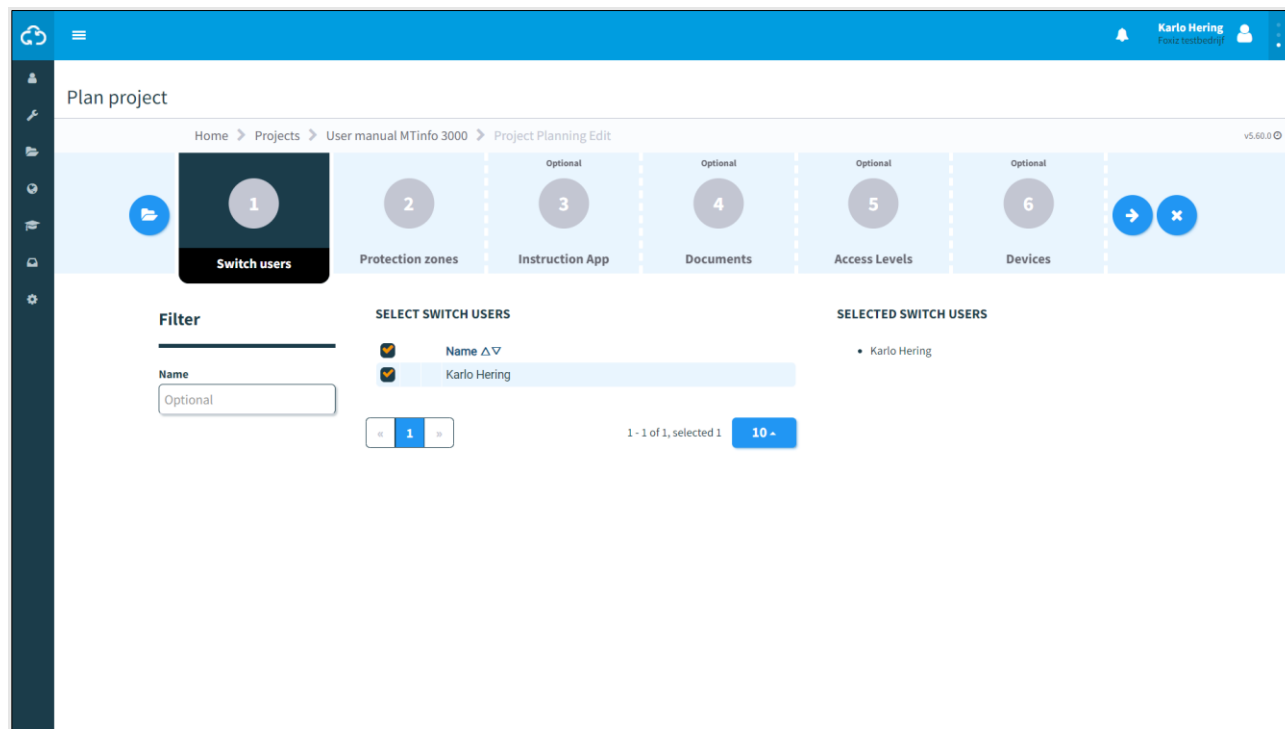 Karlo Hering
Foxiz testbedrijf
Plan project
Home Projects User manual MTinfo 3000 Project Planning Edit
v5.60.0
1
Switch users
2
Protection zones
Optional
3
Instruction App
Optional
4
Documents
Optional
5
Access Levels
Optional
6
Devices
Filter
Name
Optional
SELECT SWITCH USERS
Name
Karlo Hering
« 1 »
1 - 1 of 1, selected 1
10
SELECTED SWITCH USERS
• Karlo Hering